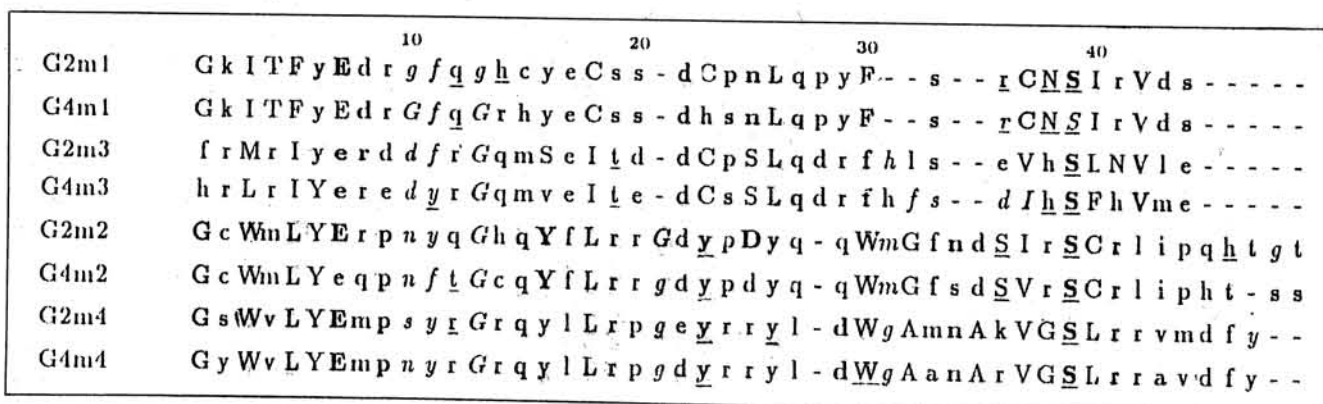 10 20 30 40
G2m1 G k I T F y E d r g f q g h c y e C s s - d C p n L q p y F - - s - - r C N S I r V d s - - - - -
G4m1 G k I T F y E d r G f q G r h y e C s s - d h s n L q p y F - - s - - r C N S I r V d s - - - - -
G2m3 f r M r I y e r d d f r G q m S e I t d - d C p S L q d r f h l s - - e V h S L N V l e - - - - -
G4m3 h r L r I Y e r e d y r G q m v e I t e - d C s S L q d r f h f s - - d I h S F h V m e - - - - -
G2m2 G c W m L Y E r p n y q G h q Y f L r r G d y p D y q - q W m G f n d S I r S C r l i p q h t g t
G4m2 G c W m L Y e q p n f t G c q Y f L r r g d y p d y q - q W m G f s d S V r S C r l i p h t - s s
G2m4 G s W v L Y E m p s y r G r q y l L r p g e y r r y l - d W g A m n A k V G S L r r v m d f y - -
G4m4 G y W v L Y E m p n y r G r q y l L r p g d y r r y l - d W g A a n A r V G S L r r a v d f y - -